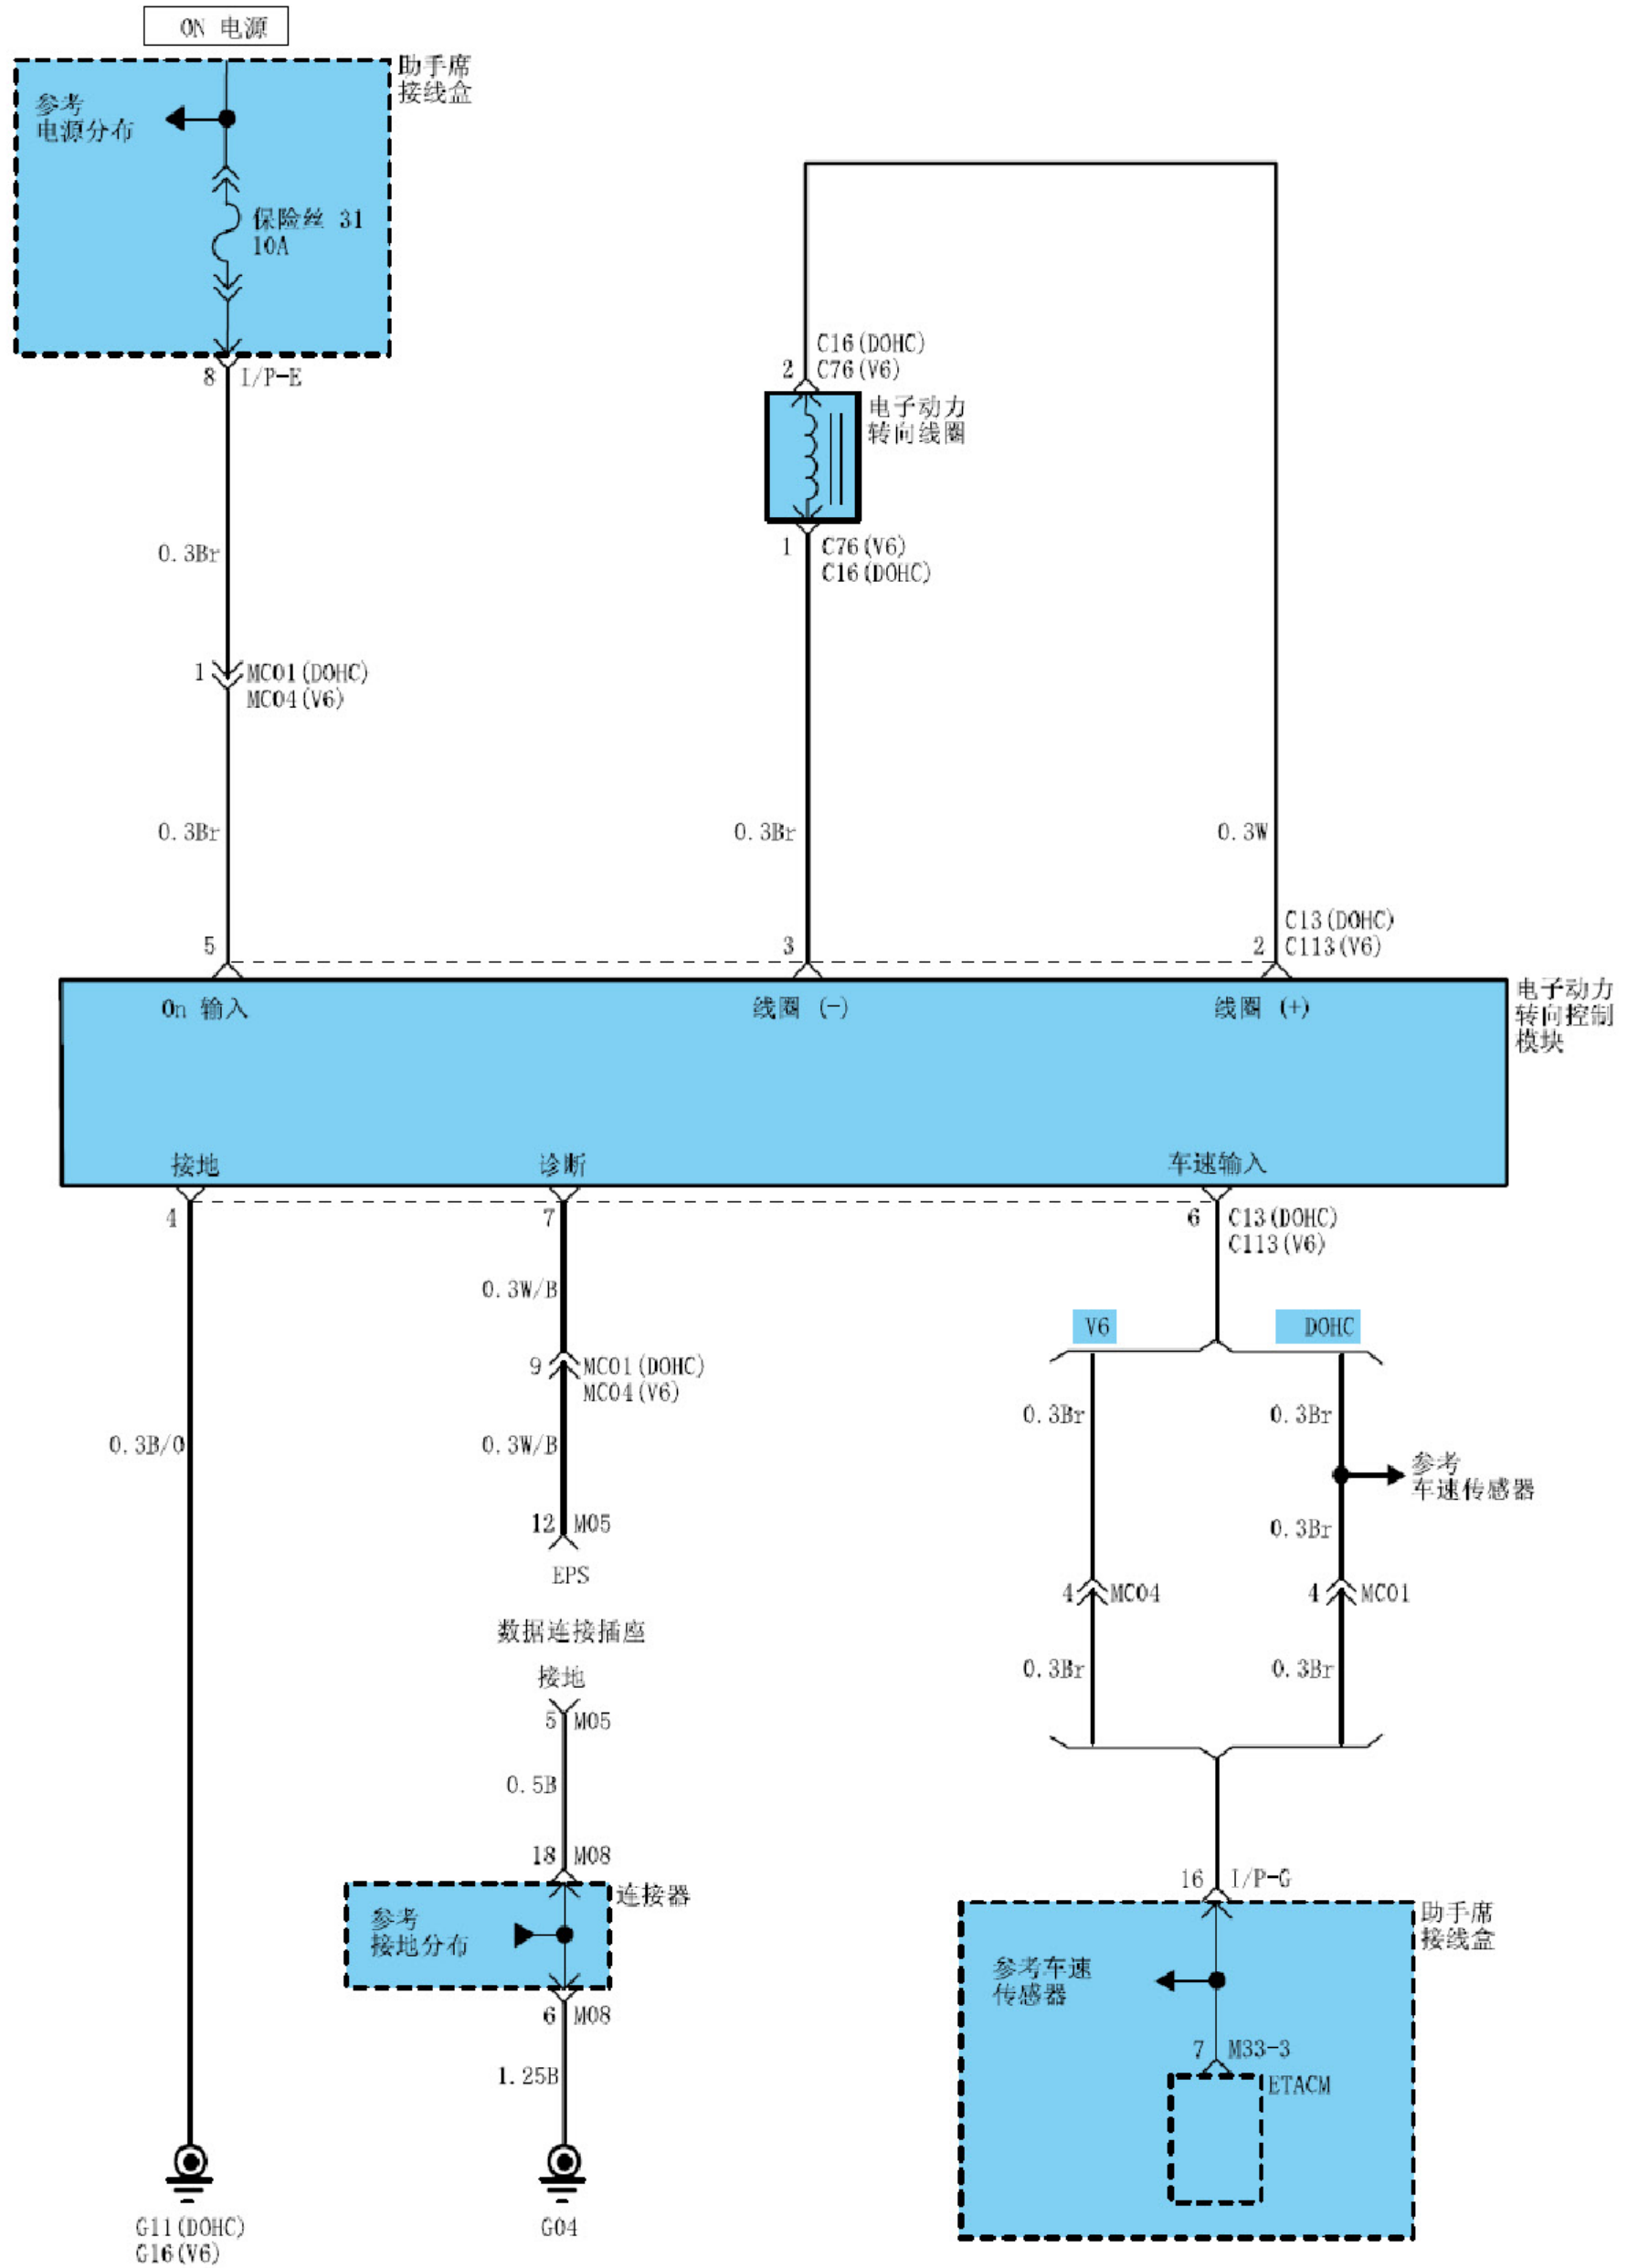 ON 电源
助手席
接线盒
参考
电源分布
保险丝 31
10A
8 I/P-E
C16(DOHC)
2 C76(V6)
电子动力
转向线圈
1 C76(V6)
C16(DOHC)
0.3Br
1 MC01(DOHC)
MC04(V6)
0.3Br
0.3Br
0.3W
C13(DOHC)
5
3
2 C113(V6)
On 输入
线圈 (-)
线圈 (+)
电子动力
转向控制
模块
接地
诊断
车速输入
4
7
6 C13(DOHC)
C113(V6)
0.3W/B
V6
DOHC
9 MC01(DOHC)
MC04(V6)
0.3Br
0.3Br
0.3B/O
0.3W/B
参考
车速传感器
12 M05
0.3Br
EPS
4 MC04
4 MC01
数据连接插座
接地
0.3Br
0.3Br
5 M05
0.5B
18 M08
连接器
参考
接地分布
6 M08
1.25B
16 I/P-G
助手席
接线盒
参考车速
传感器
7 M33-3
ETACM
G11(DOHC)
G16(V6)
G04